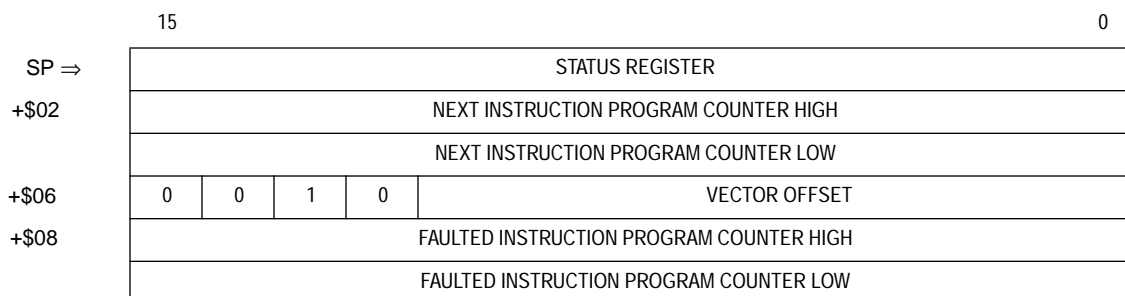 15 0
SP ⇒ STATUS REGISTER
+$02 NEXT INSTRUCTION PROGRAM COUNTER HIGH
NEXT INSTRUCTION PROGRAM COUNTER LOW
+$06 0 0 1 0 VECTOR OFFSET
+$08 FAULTED INSTRUCTION PROGRAM COUNTER HIGH
FAULTED INSTRUCTION PROGRAM COUNTER LOW